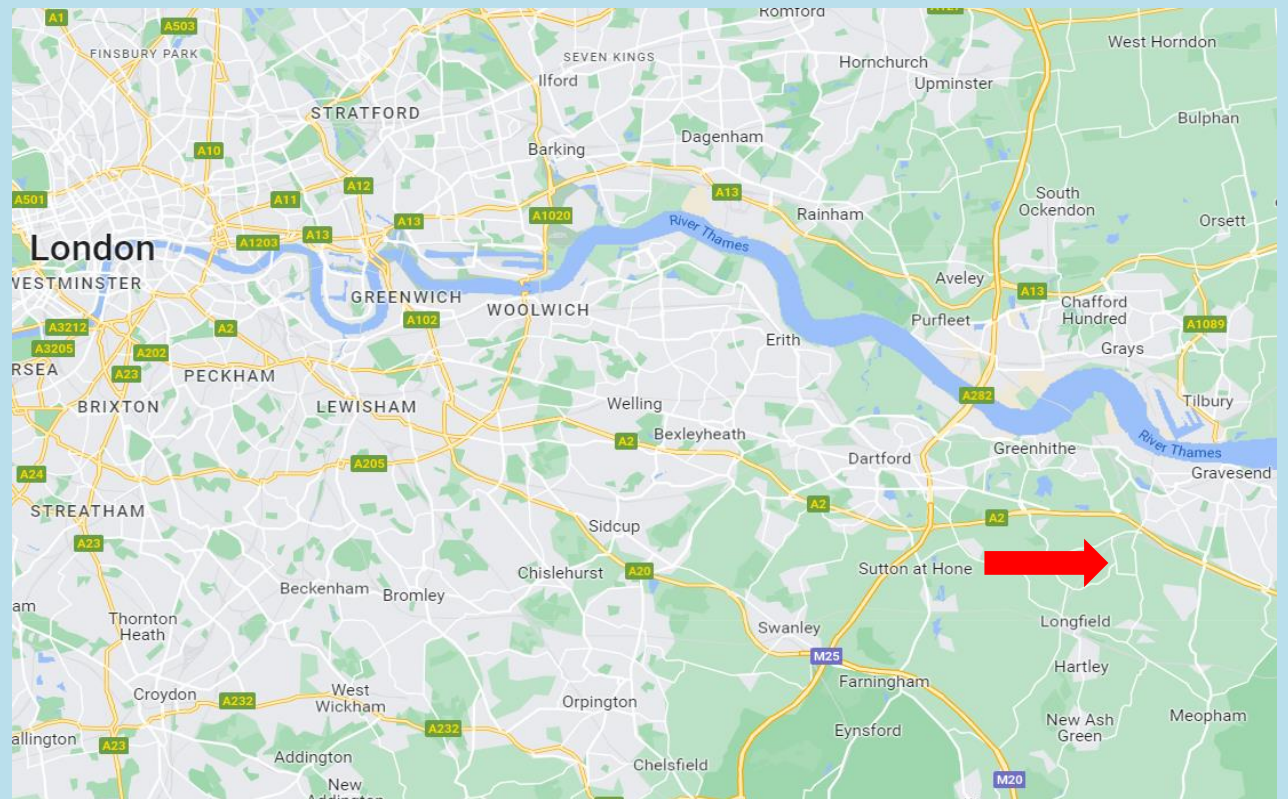 A1
A503
Romford
FINSBURY PARK
SEVEN KINGS
West Horndon
Hornchurch
Ilford
Upminster
STRATFORD
Bulphan
Dagenham
A10
Barking
A12
A13
A501
A11
South
Ockendon
A1020
Rainham
A13
Orsett
River Thames
A1203
A13
London
Aveley
WESTMINSTER
A13
GREENWICH
Chafford
Hundred
WOOLWICH
Purfleet
A102
A3212
A2
A1089
Erith
A3205
A202
Grays
RSEA
A23
PECKHAM
A282
Tilbury
BRIXTON
LEWISHAM
Welling
A2
Bexleyheath
River Thames
Greenhithe
Dartford
A205
A24
Gravesend
A2
STREATHAM
A2
Sidcup
A23
Sutton at Hone
Chislehurst
A20
Beckenham
Bromley
am
Thornton
Heath
Longfield
Swanley
M25
Hartley
Farningham
Croydon
A232
West
Wickham
Orpington
Meopham
New Ash
Green
A232
Eynsford
allington
A23
Addington
Chelsfield
M20
New
Addington